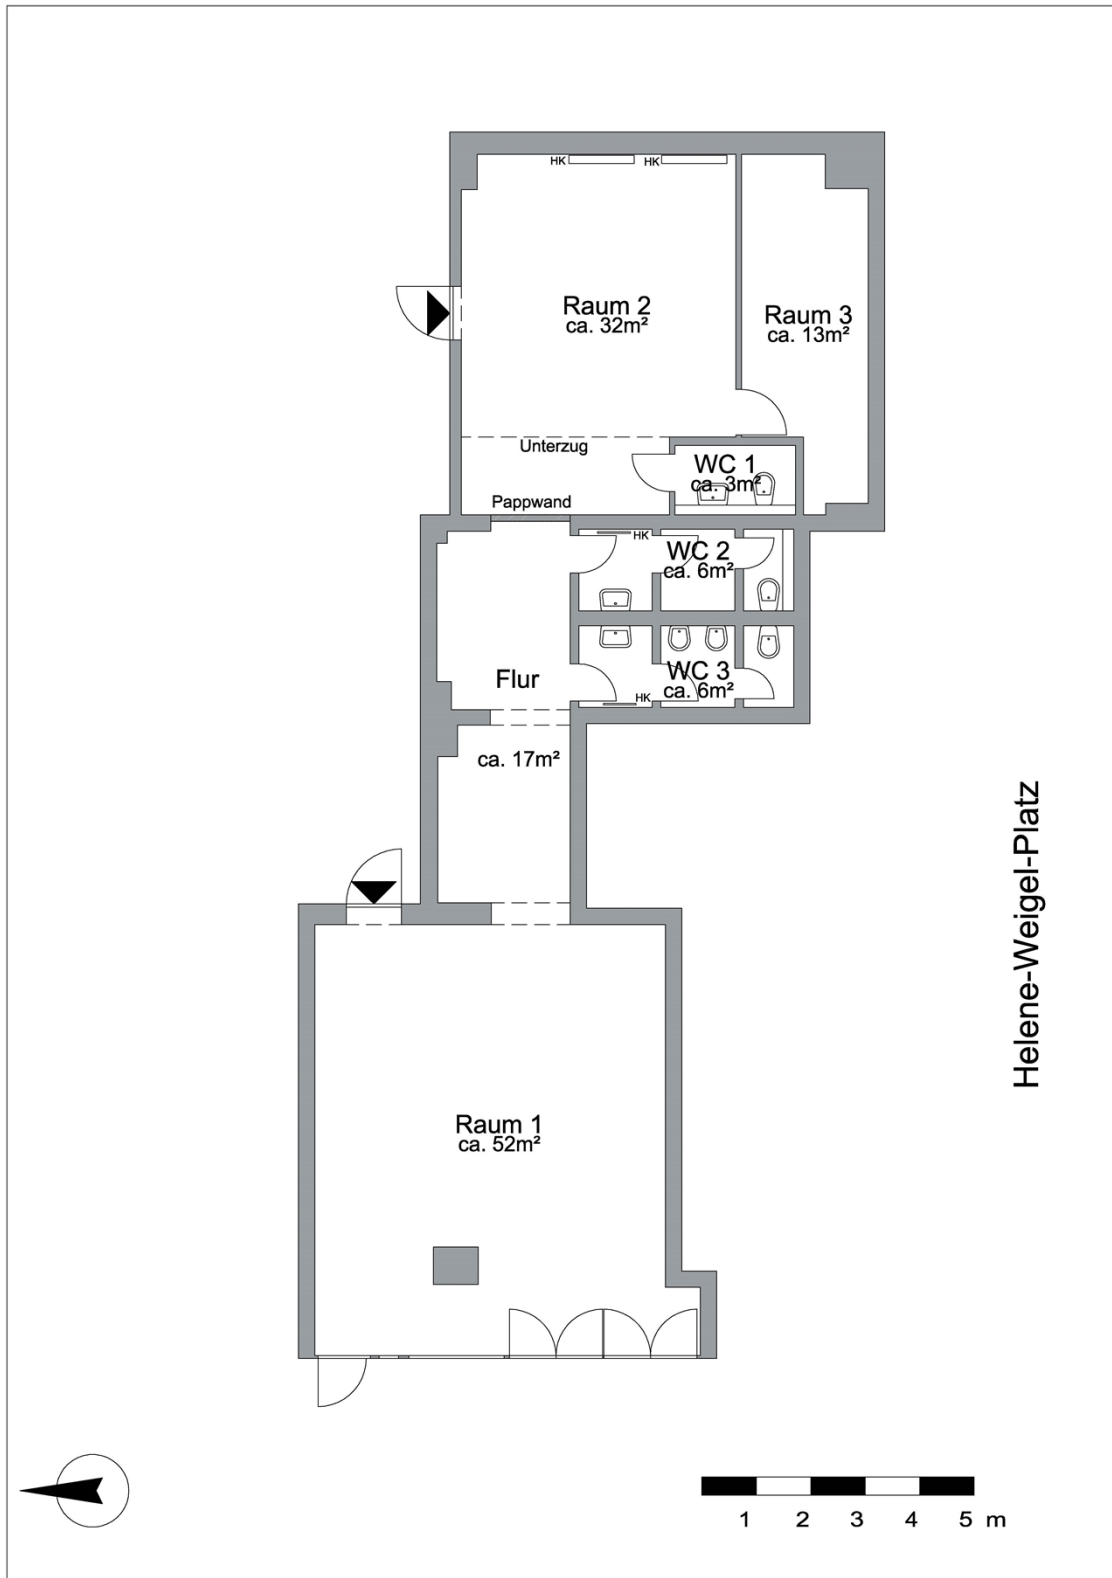 HK
HK
Raum 2
ca. 32m²
Raum 3
ca. 13m²
Unterzug
WC 1
ca. 3m²
Pappwand
HK
WC 2
ca. 6m²
WC 3
ca. 6m²
HK
Flur
ca. 17m²
Helene-Weigel-Platz
Raum 1
ca. 52m²
1 2 3 4 5 m